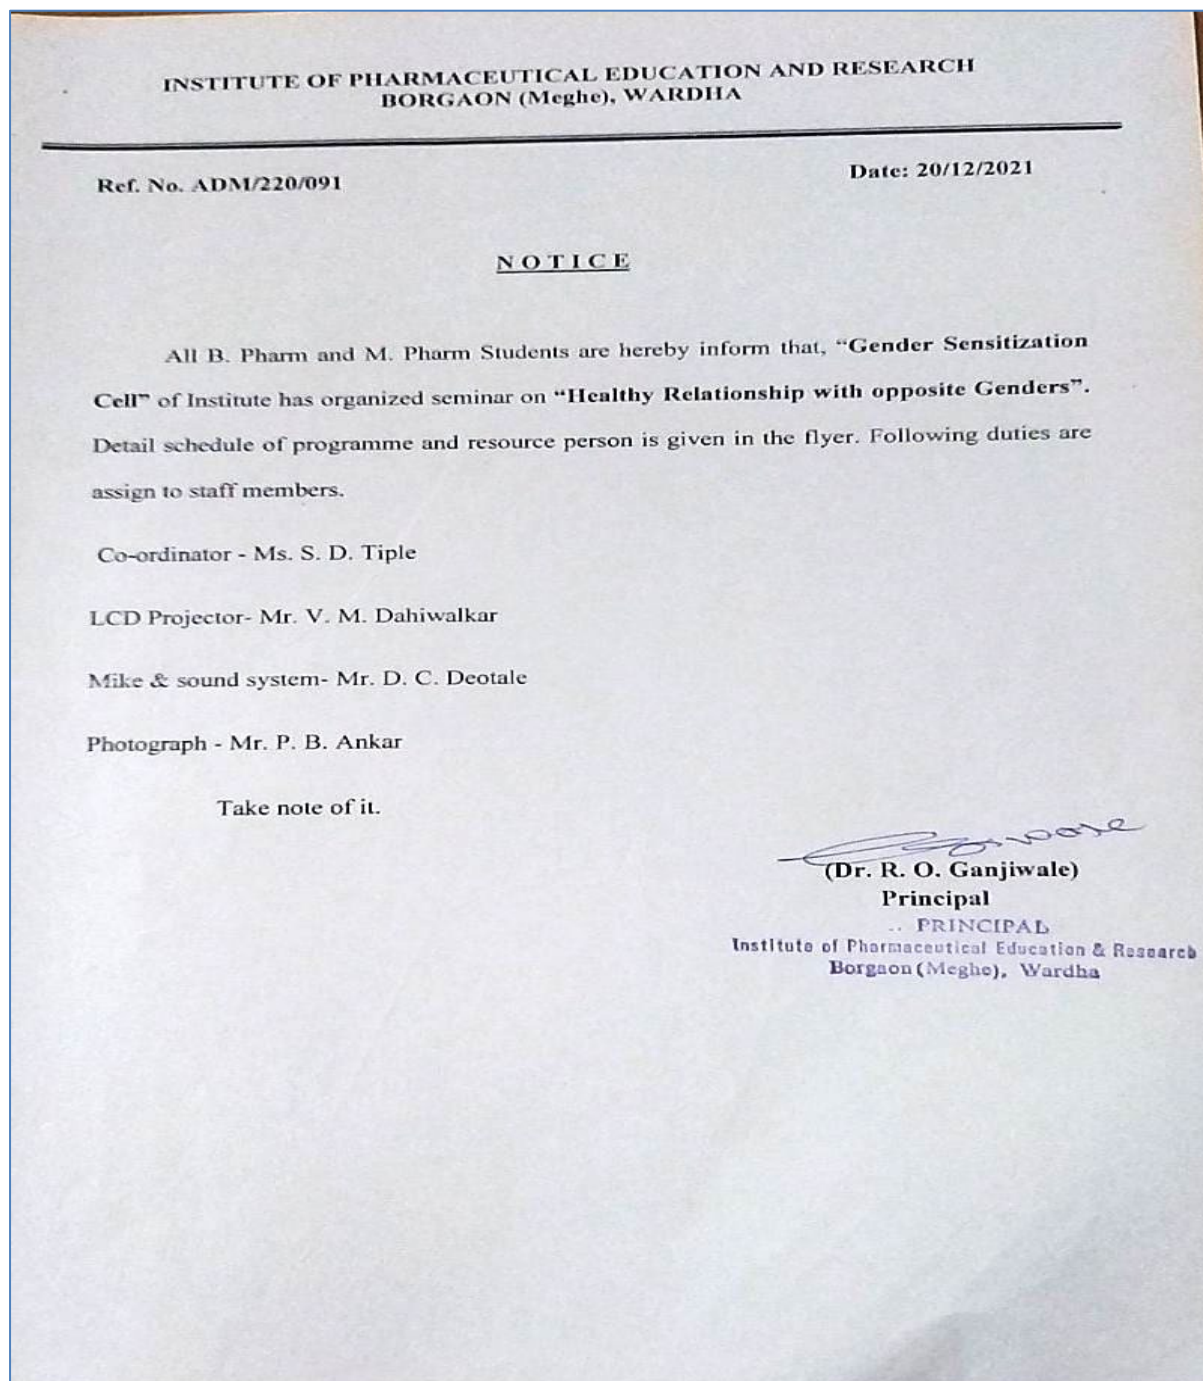 INSTITUTE OF PHARMACEUTICAL EDUCATION AND RESEARCH
BORGAON (Meghe), WARDHA
Ref. No. ADM/220/091
Date: 20/12/2021
NOTICE
All B. Pharm and M. Pharm Students are hereby inform that, “Gender Sensitization
Cell” of Institute has organized seminar on “Healthy Relationship with opposite Genders”.
Detail schedule of programme and resource person is given in the flyer. Following duties are
assign to staff members.
Co-ordinator - Ms. S. D. Tiple
LCD Projector- Mr. V. M. Dahiwalkar
Mike & sound system- Mr. D. C. Deotale
Photograph - Mr. P. B. Ankar
Take note of it.
(Dr. R. O. Ganjiwale)
Principal
PRINCIPAL
Institute of Pharmaceutical Education & Research
Borgaon (Meghe), Wardha